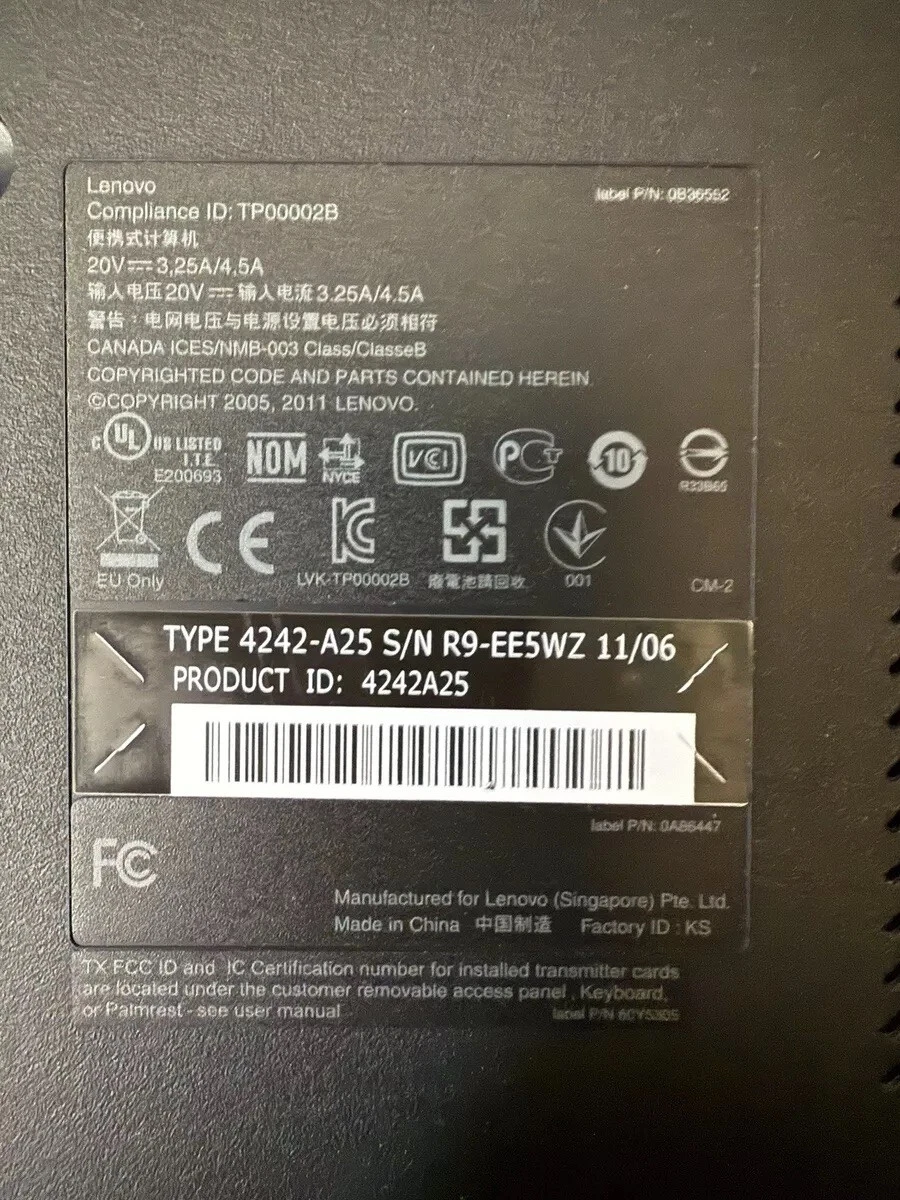 Lenovo
label P/N: 0B36552
Compliance ID: TP00002B
便携式计算机
20V⎓3,25A/4,5A
输入电压20V⎓ 输入电流3.25A/4.5A
警告：电网电压与电源设置电压必须相符
CANADA ICES/NMB-003 Class/ClasseB
COPYRIGHTED CODE AND PARTS CONTAINED HEREIN.
©COPYRIGHT 2005, 2011 LENOVO.
C UL US LISTED
I.T.E.
E200693
NOM
NYCE
VCI
PCT
10
R33B65
EU Only
CE
KC
LVK-TP00002B
廢電池請回收
001
CM-2
TYPE 4242-A25 S/N R9-EE5WZ 11/06
PRODUCT ID: 4242A25
label P/N: 0A86447
FC
Manufactured for Lenovo (Singapore) Pte. Ltd.
Made in China 中国制造 Factory ID : KS
TX FCC ID and IC Certification number for installed transmitter cards
are located under the customer removable access panel , Keyboard,
or Palmrest - see user manual
label P/N